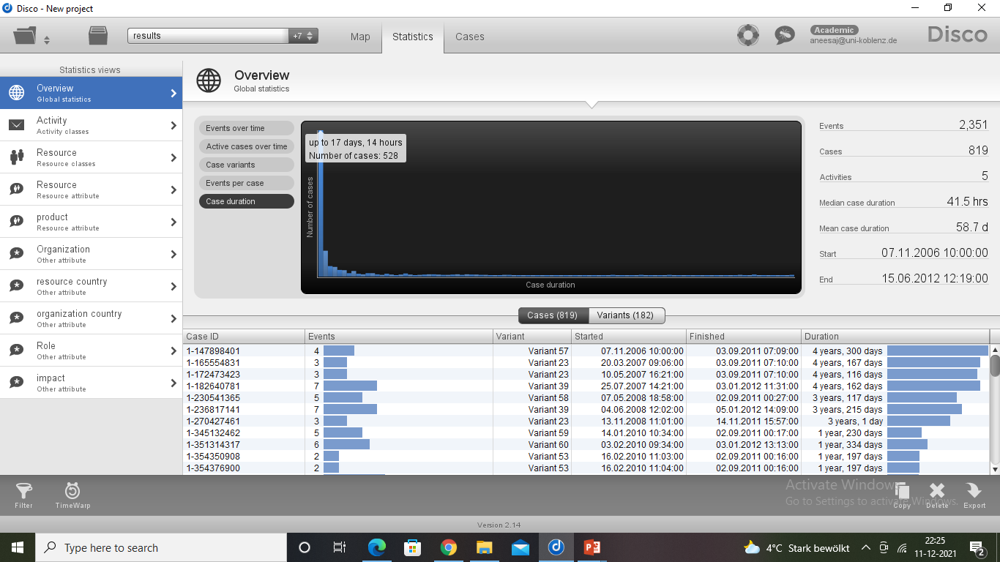 Disco - New project
results
+7
Map
Statistics
Cases
Academic
aneesaj@uni-koblenz.de
Disco
Statistics views
Overview
Global statistics
Activity
Activity classes
Resource
Resource classes
Resource
Resource attribute
product
Resource attribute
Organization
Other attribute
resource country
Other attribute
organization country
Other attribute
Role
Other attribute
impact
Other attribute
Overview
Global statistics
Events over time
Active cases over time
Case variants
Events per case
Case duration
up to 17 days, 14 hours
Number of cases: 528
Number of cases
Case duration
Events 2,351
Cases 819
Activities 5
Median case duration 41.5 hrs
Mean case duration 58.7 d
Start 07.11.2006 10:00:00
End 15.06.2012 12:19:00
Cases (819) Variants (182)
Case ID Events Variant Started Finished Duration
1-147898401 4 Variant 57 07.11.2006 10:00:00 03.09.2011 07:09:00 4 years, 300 days
1-165554831 3 Variant 23 20.03.2007 09:06:00 03.09.2011 07:10:00 4 years, 167 days
1-172473423 3 Variant 23 10.05.2007 16:21:00 03.09.2011 07:10:00 4 years, 116 days
1-182640781 7 Variant 39 25.07.2007 14:21:00 03.01.2012 11:31:00 4 years, 162 days
1-230541365 5 Variant 58 07.05.2008 18:58:00 02.09.2011 00:27:00 3 years, 117 days
1-236817141 7 Variant 39 04.06.2008 12:02:00 05.01.2012 14:09:00 3 years, 215 days
1-270427461 3 Variant 23 13.11.2008 11:01:00 14.11.2011 15:57:00 3 years, 1 day
1-345132462 5 Variant 59 14.01.2010 10:34:00 02.09.2011 00:17:00 1 year, 230 days
1-351314317 6 Variant 60 03.02.2010 09:34:00 03.01.2012 13:13:00 1 year, 334 days
1-354350908 2 Variant 53 16.02.2010 11:03:00 02.09.2011 00:16:00 1 year, 197 days
1-354376900 2 Variant 53 16.02.2010 11:04:00 02.09.2011 00:16:00 1 year, 197 days
Activate Windows
Go to Settings to activate Windows.
Filter
TimeWarp
Copy
Delete
Export
Version 2.14
Type here to search
4°C Stark bewölkt
22:25
11-12-2021
2